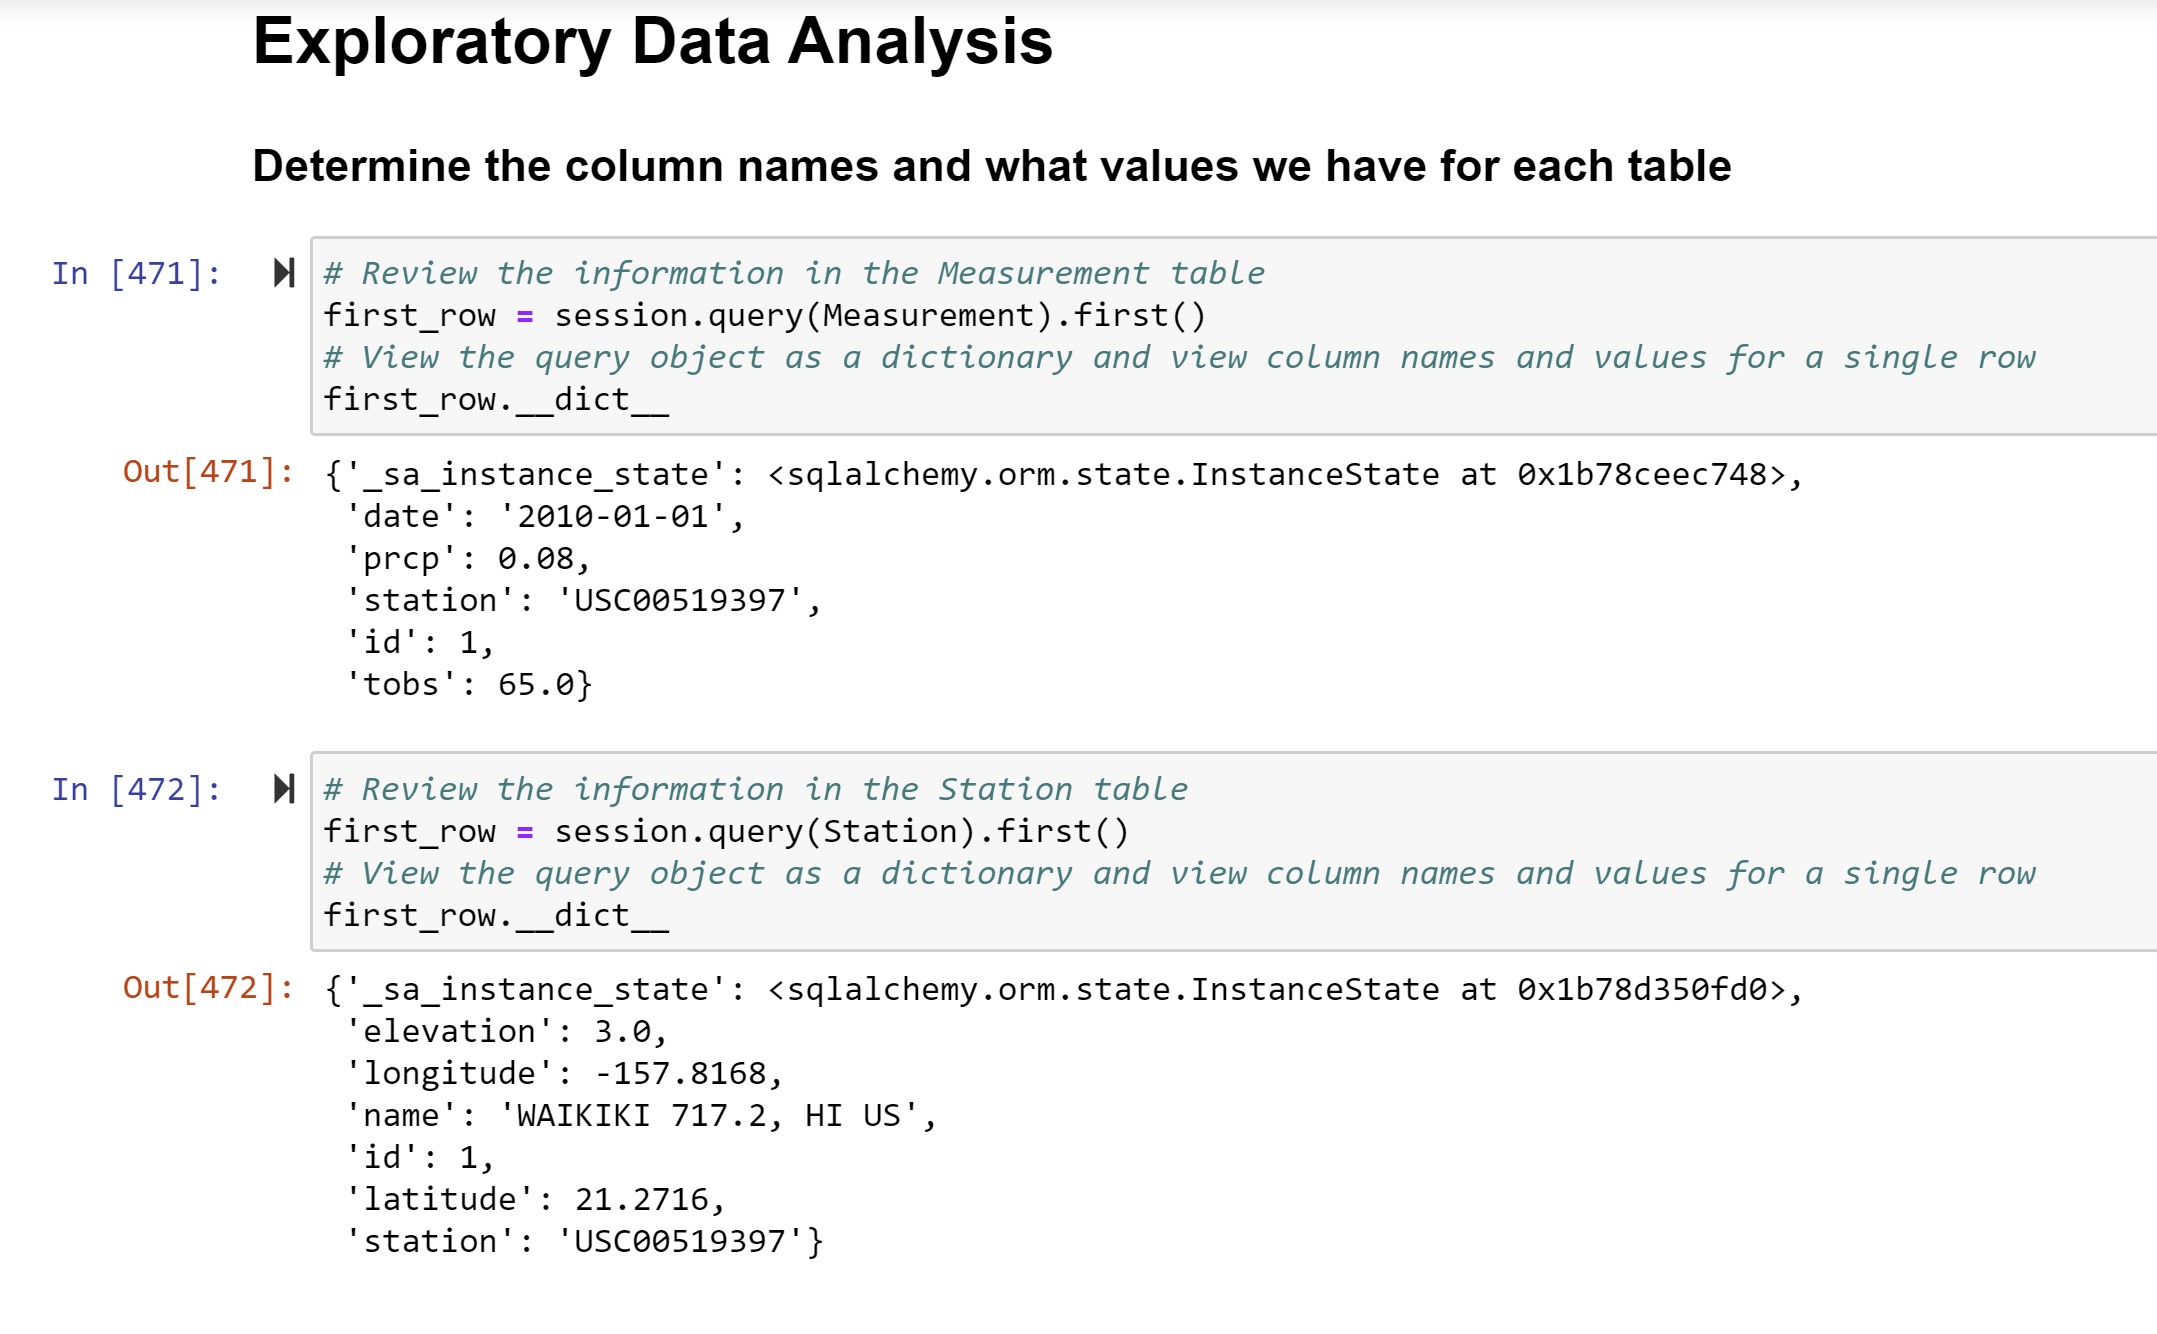 Exploratory Data Analysis
Determine the column names and what values we have for each table
In [471]:
# Review the information in the Measurement table
first_row = session.query(Measurement).first()
# View the query object as a dictionary and view column names and values for a single row
first_row.__dict__
Out[471]:
{'_sa_instance_state': <sqlalchemy.orm.state.InstanceState at 0x1b78ceec748>,
 'date': '2010-01-01',
 'prcp': 0.08,
 'station': 'USC00519397',
 'id': 1,
 'tobs': 65.0}
In [472]:
# Review the information in the Station table
first_row = session.query(Station).first()
# View the query object as a dictionary and view column names and values for a single row
first_row.__dict__
Out[472]:
{'_sa_instance_state': <sqlalchemy.orm.state.InstanceState at 0x1b78d350fd0>,
 'elevation': 3.0,
 'longitude': -157.8168,
 'name': 'WAIKIKI 717.2, HI US',
 'id': 1,
 'latitude': 21.2716,
 'station': 'USC00519397'}